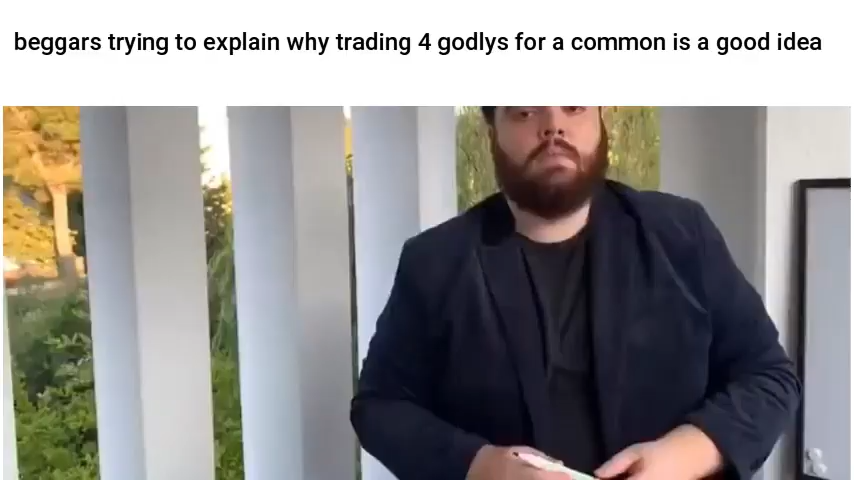 beggars trying to explain why trading 4 godlys for a common is a good idea